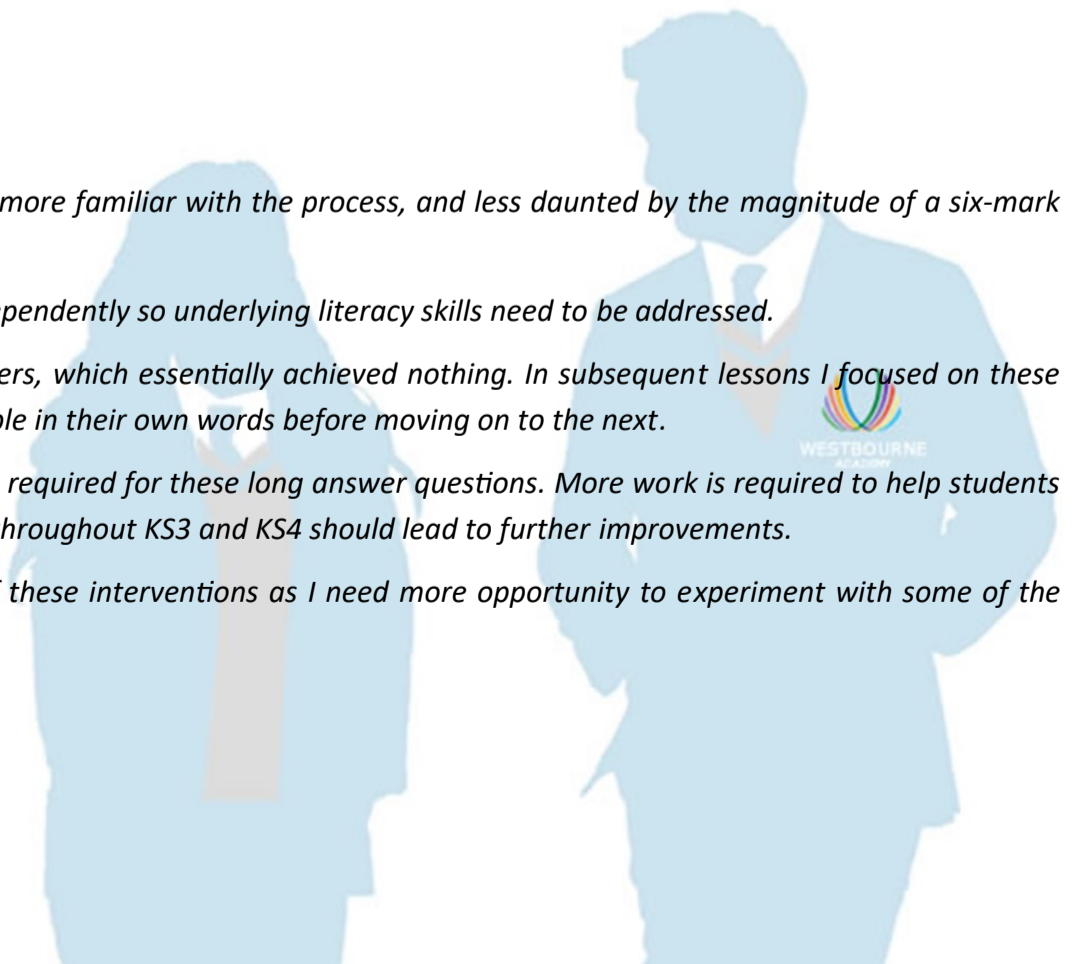 more familiar with the process, and less daunted by the magnitude of a six-mark
ependently so underlying literacy skills need to be addressed.
ers, which essentially achieved nothing. In subsequent lessons I focused on these
ple in their own words before moving on to the next.
required for these long answer questions. More work is required to help students
throughout KS3 and KS4 should lead to further improvements.
these interventions as I need more opportunity to experiment with some of the
WESTBOURNE
ACADEMY